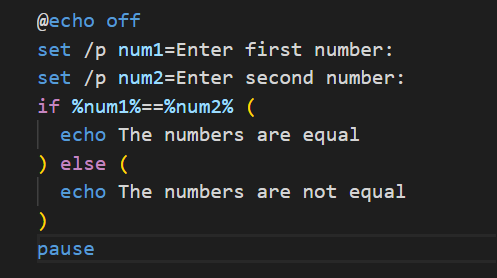 @echo off
set /p num1=Enter first number:
set /p num2=Enter second number:
if %num1%==%num2% (
  echo The numbers are equal
) else (
  echo The numbers are not equal
)
pause